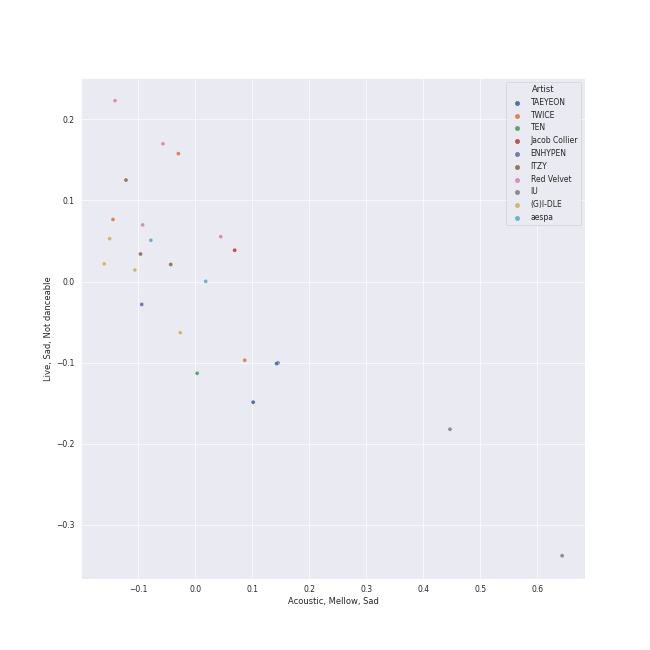 Artist
TAEYEON
TWICE
TEN
Jacob Collier
ENHYPEN
ITZY
Red Velvet
IU
(G)I-DLE
aespa
Live, Sad, Not danceable
0.2
0.1
0.0
−0.1
−0.2
−0.3
−0.1 0.0 0.1 0.2 0.3 0.4 0.5 0.6
Acoustic, Mellow, Sad